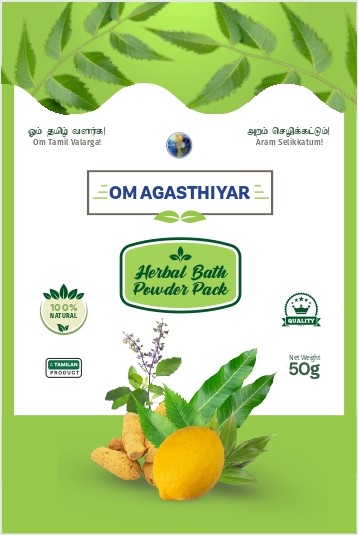 ஓம் தமிழ் வளர்க!
Om Tamil Valarga!
அறம் செழிக்கட்டும்!
Aram Selikkatum!
OM AGASTHIYAR
Herbal Bath
Powder Pack
100%
NATURAL
QUALITY
A TAMILAN
PRODUCT
Net Weight
50g